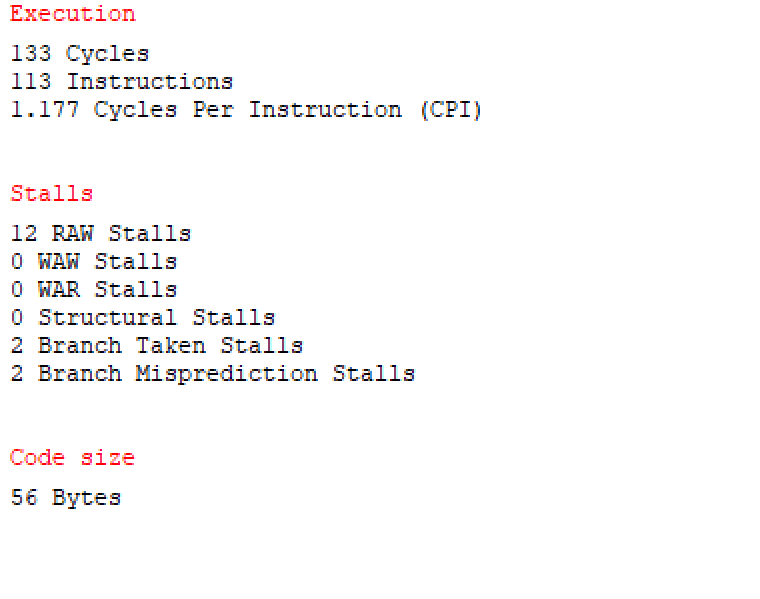 Execution
133 Cycles
113 Instructions
1.177 Cycles Per Instruction (CPI)
Stalls
12 RAW Stalls
0 WAW Stalls
0 WAR Stalls
0 Structural Stalls
2 Branch Taken Stalls
2 Branch Misprediction Stalls
Code size
56 Bytes